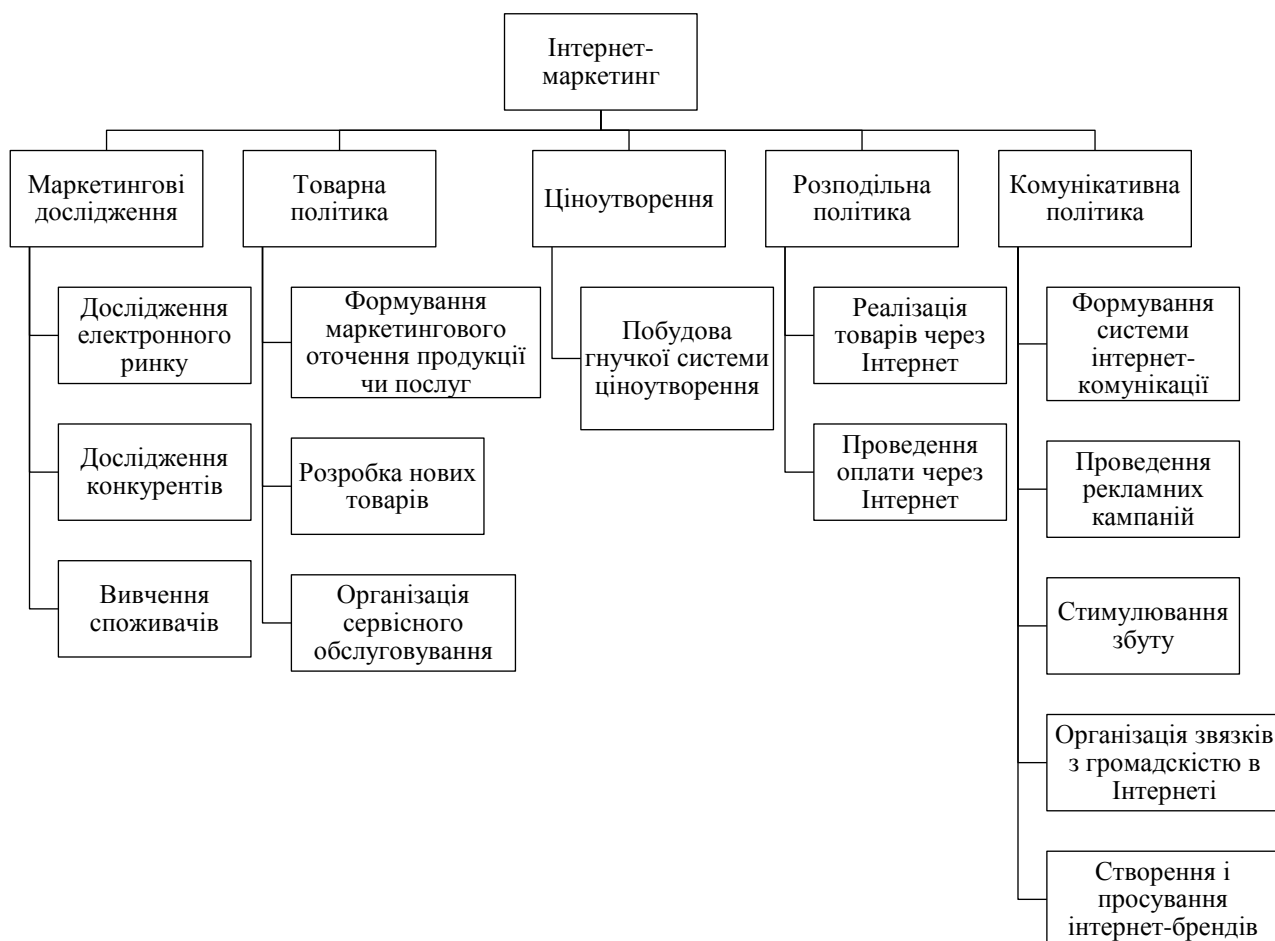 Інтернет-
маркетинг
Маркетингові
дослідження
Товарна
політика
Ціноутворення
Розподільна
політика
Комунікативна
політика
Дослідження
електронного
ринку
Дослідження
конкурентів
Вивчення
споживачів
Формування
маркетингового
оточення продукції
чи послуг
Розробка нових
товарів
Організація
сервісного
обслуговування
Побудова
гнучкої системи
ціноутворення
Реалізація
товарів через
Інтернет
Проведення
оплати через
Інтернет
Формування
системи
інтернет-
комунікації
Проведення
рекламних
кампаній
Стимулювання
збуту
Організація звязків
з громадскістю в
Інтернеті
Створення і
просування
інтернет-брендів